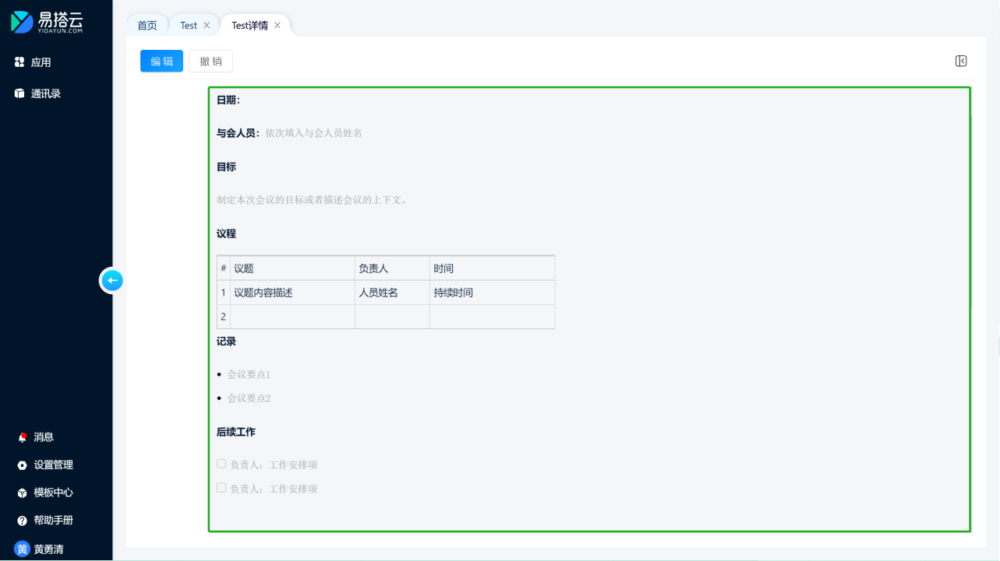 易搭云
YIDAYUN.COM
首页 Test Test详情
应用
通讯录
编辑 撤销
日期：
与会人员： 依次填入与会人员姓名
目标
制定本次会议的目标或者描述会议的上下文。
议程
# 议题 负责人 时间
1 议题内容描述 人员姓名 持续时间
2
记录
会议要点1
会议要点2
后续工作
负责人：工作安排项
负责人：工作安排项
消息
设置管理
模板中心
帮助手册
黄 黄勇清